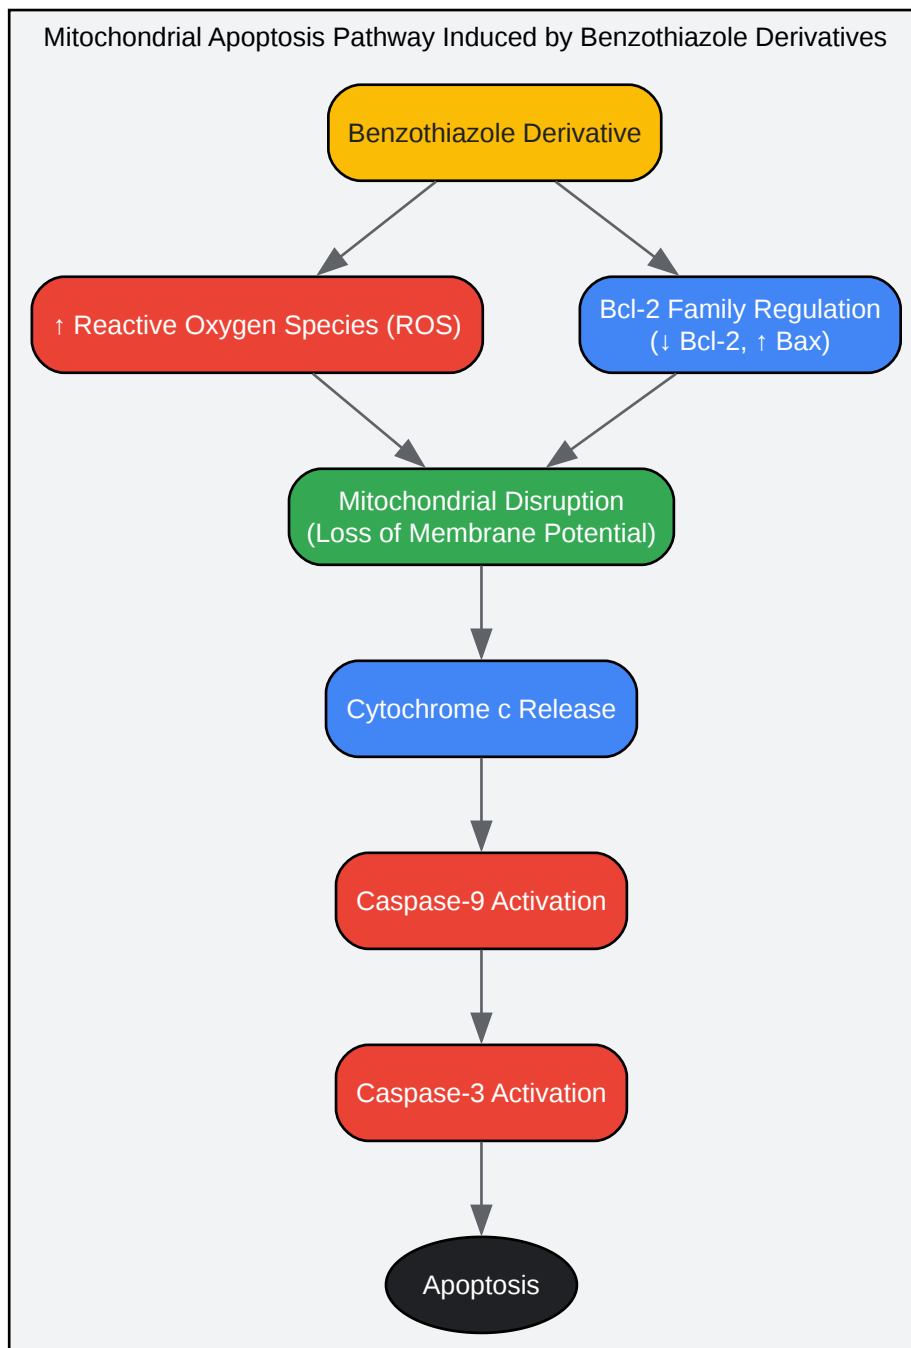 Mitochondrial Apoptosis Pathway Induced by Benzothiazole Derivatives
Benzothiazole Derivative
↑ Reactive Oxygen Species (ROS)
Bcl-2 Family Regulation
(↓ Bcl-2, ↑ Bax)
Mitochondrial Disruption
(Loss of Membrane Potential)
Cytochrome c Release
Caspase-9 Activation
Caspase-3 Activation
Apoptosis